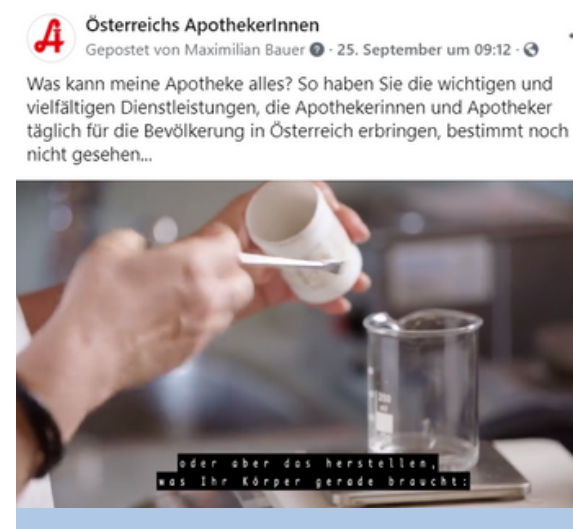 Österreichs ApothekerInnen
Gepostet von Maximilian Bauer · 25. September um 09:12 ·
Was kann meine Apotheke alles? So haben Sie die wichtigen und
vielfältigen Dienstleistungen, die Apothekerinnen und Apotheker
täglich für die Bevölkerung in Österreich erbringen, bestimmt noch
nicht gesehen...
oder aber das herstellen,
was Ihr Körper gerade braucht: